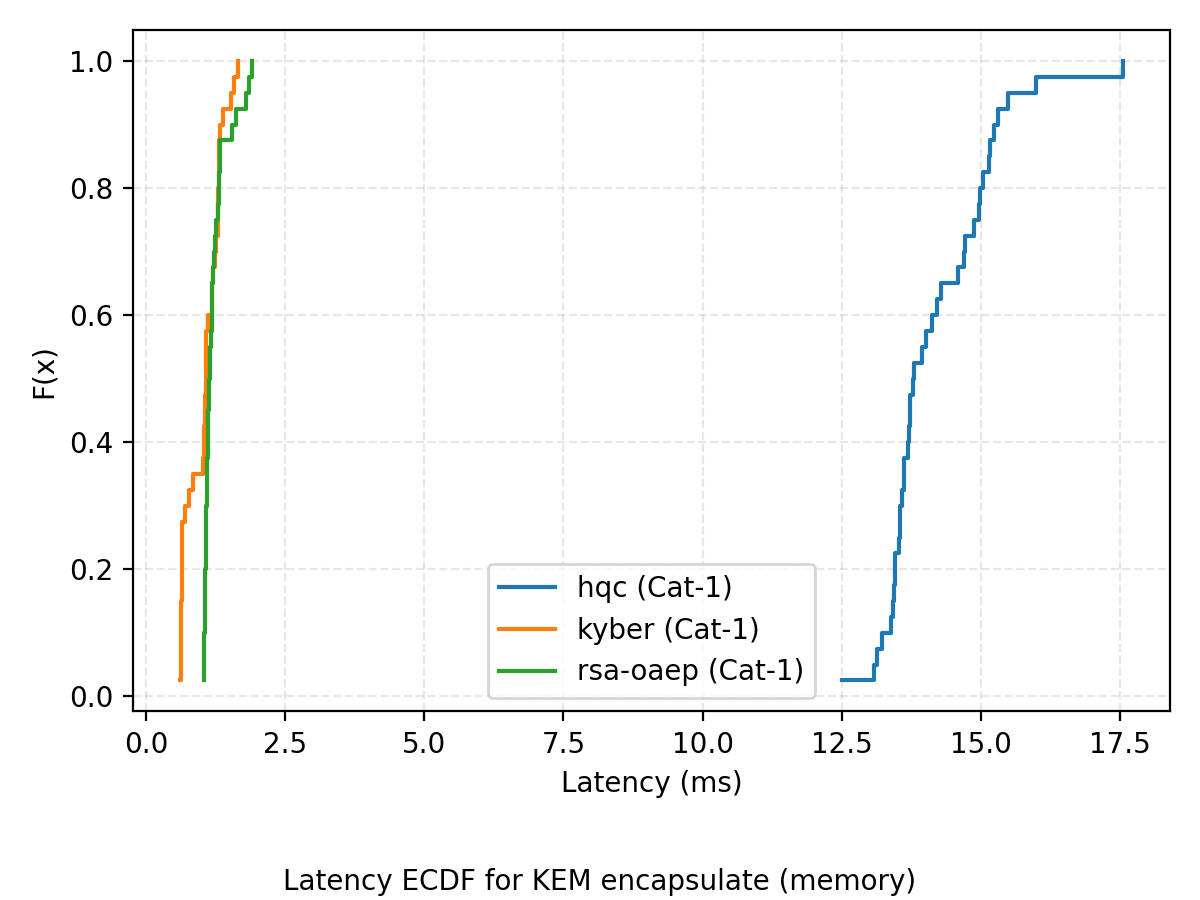 1.0
0.8
0.6
0.4
0.2
0.0
F(x)
hqc (Cat-1)
kyber (Cat-1)
rsa-oaep (Cat-1)
0.0 2.5 5.0 7.5 10.0 12.5 15.0 17.5
Latency (ms)
Latency ECDF for KEM encapsulate (memory)